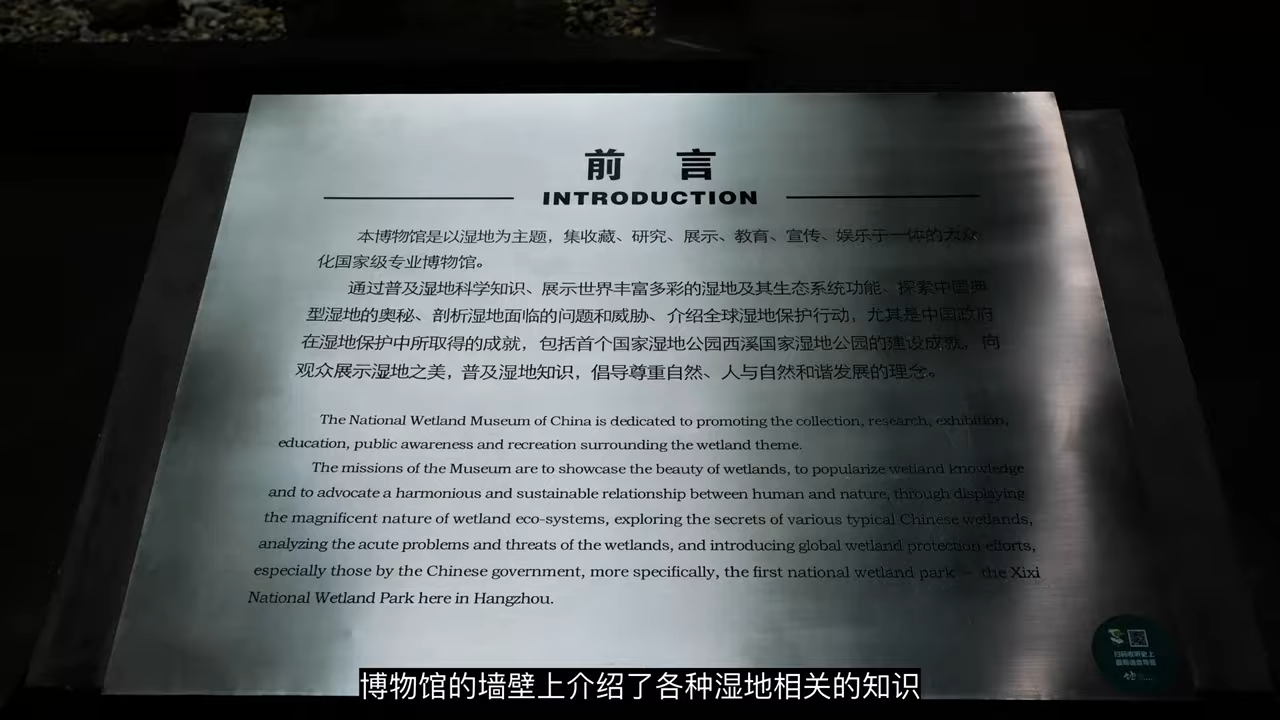 前 言
INTRODUCTION
本博物馆是以湿地为主题，集收藏、研究、展示、教育、宣传、娱乐于一体的大众
化国家级专业博物馆。
通过普及湿地科学知识、展示世界丰富多彩的湿地及其生态系统功能、探索中国典
型湿地的奥秘、剖析湿地面临的问题和威胁、介绍全球湿地保护行动，尤其是中国政府
在湿地保护中所取得的成就，包括首个国家湿地公园西溪国家湿地公园的建设成就，向
观众展示湿地之美，普及湿地知识，倡导尊重自然、人与自然和谐发展的理念。
The National Wetland Museum of China is dedicated to promoting the collection, research, exhibition,
education, public awareness and recreation surrounding the wetland theme.
The missions of the Museum are to showcase the beauty of wetlands, to popularize wetland knowledge
and to advocate a harmonious and sustainable relationship between human and nature, through displaying
the magnificent nature of wetland eco-systems, exploring the secrets of various typical Chinese wetlands,
analyzing the acute problems and threats of the wetlands, and introducing global wetland protection efforts,
especially those by the Chinese government, more specifically, the first national wetland park — the Xixi
National Wetland Park here in Hangzhou.
博物馆的墙壁上介绍了各种湿地相关的知识